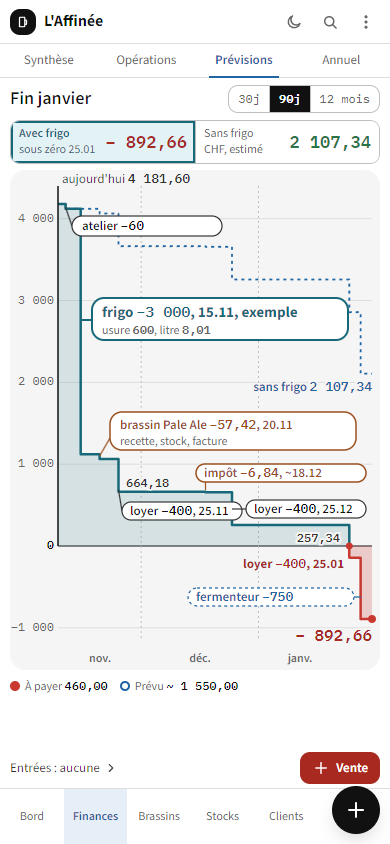 L'Affinée
Synthèse Opérations Prévisions Annuel
Fin janvier 30j 90j 12 mois
Avec frigo
sous zéro 25.01 − 892,66
Sans frigo
CHF, estimé 2 107,34
aujourd'hui 4 181,60
4 000
atelier −60
3 000
frigo −3 000, 15.11, exemple
usure 600, litre 8,01
2 000
sans frigo 2 107,34
brassin Pale Ale −57,42, 20.11
recette, stock, facture
1 000
impôt −6,84, ~18.12
664,18
loyer −400, 25.11
loyer −400, 25.12
257,34
0
loyer −400, 25.01
fermenteur −750
−1 000
− 892,66
nov. déc. janv.
À payer 460,00 Prévu ~ 1 550,00
Entrées : aucune
Vente
Bord Finances Brassins Stocks Clients